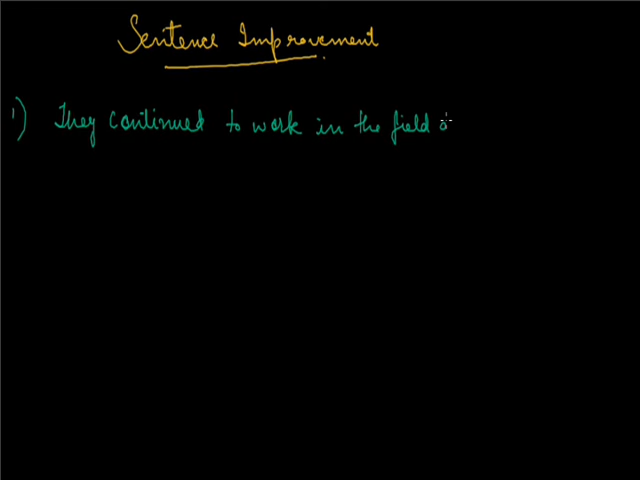 Sentence Improvement
1) They continued to work in the field